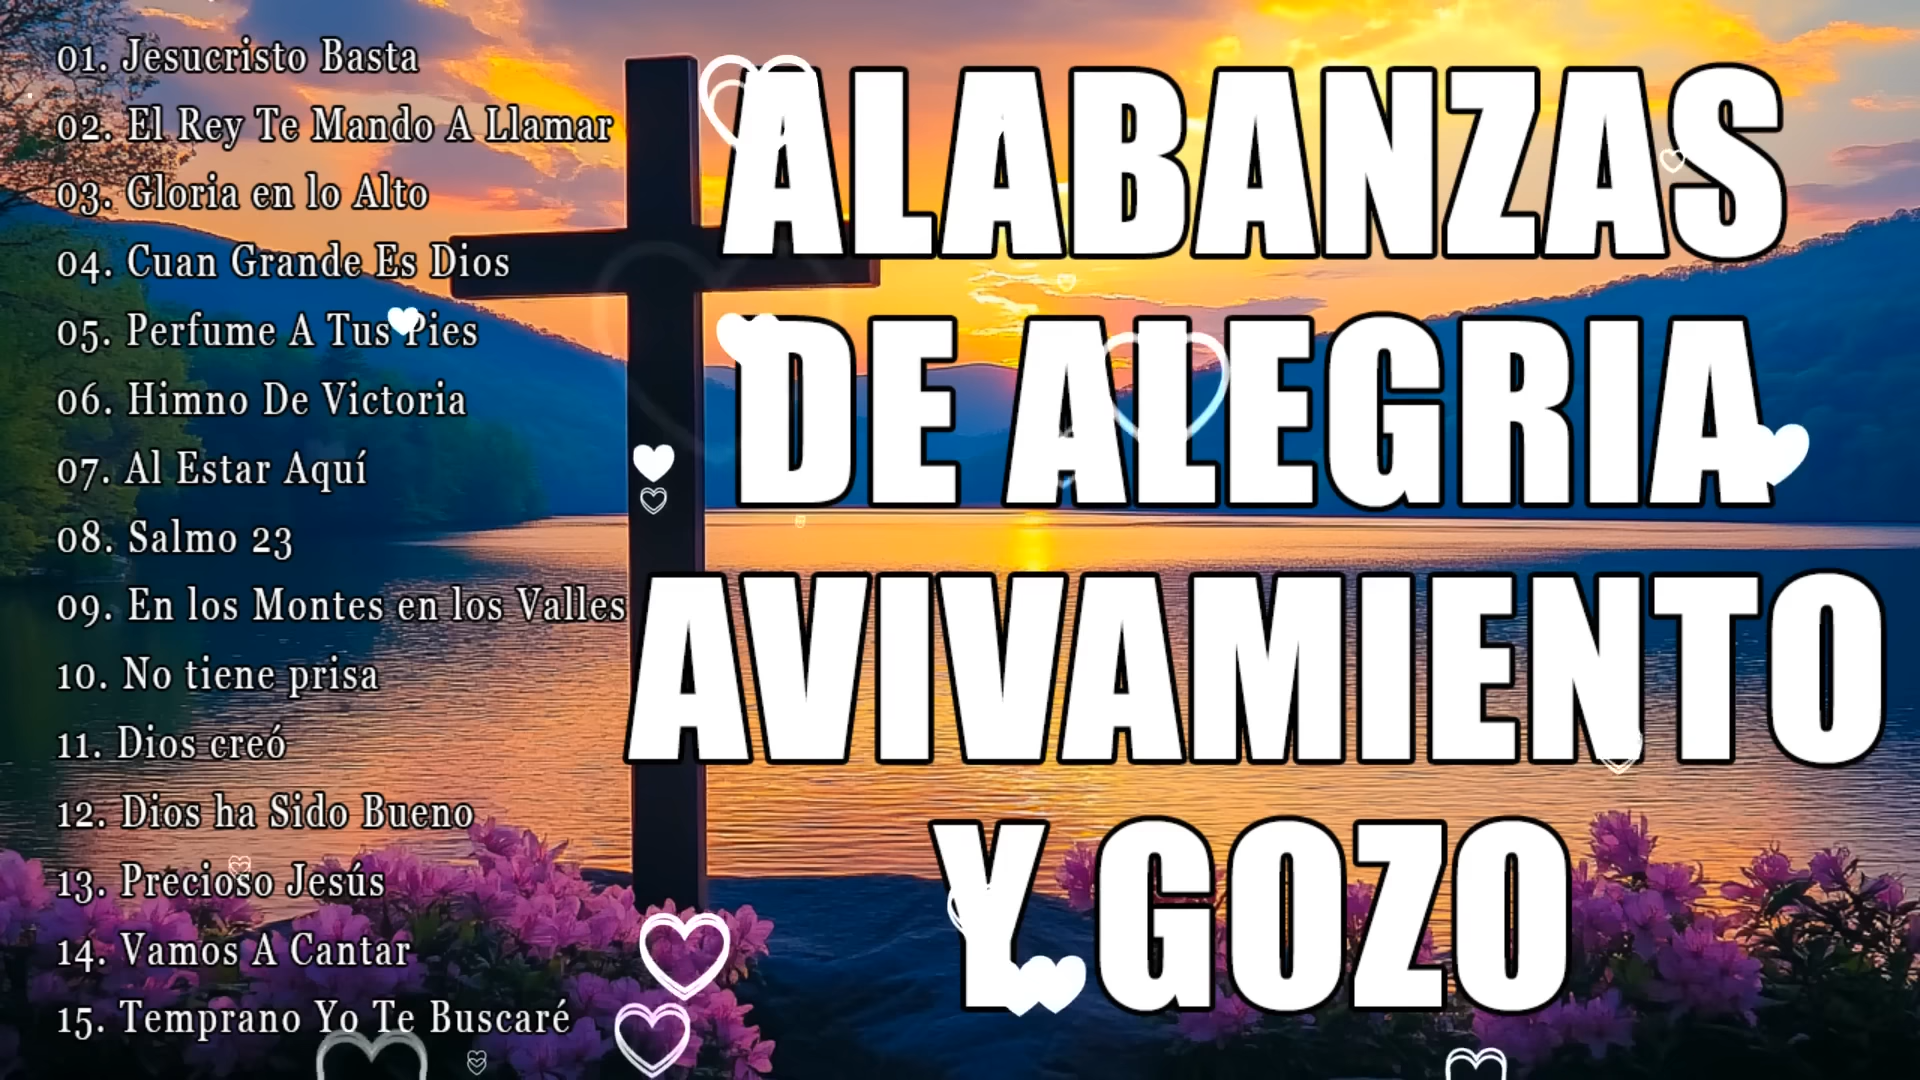 01. Jesucristo Basta
02. El Rey Te Mando A Llamar
03. Gloria en lo Alto
04. Cuan Grande Es Dios
05. Perfume A Tus Pies
06. Himno De Victoria
07. Al Estar Aquí
08. Salmo 23
09. En los Montes en los Valles
10. No tiene prisa
11. Dios creó
12. Dios ha Sido Bueno
13. Precioso Jesús
14. Vamos A Cantar
15. Temprano Yo Te Buscaré
ALABANZAS
DE ALEGRIA
AVIVAMIENTO
Y GOZO